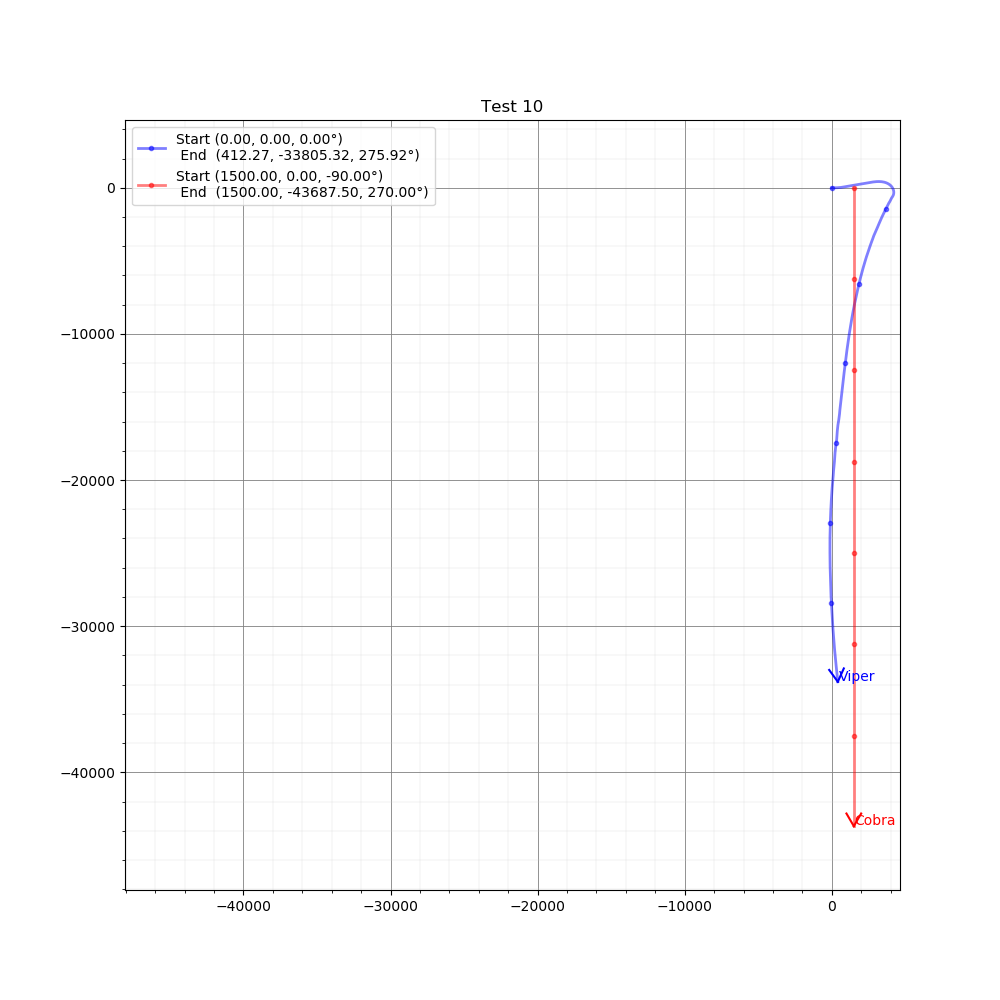 Test 10
Start (0.00, 0.00, 0.00°)
End (412.27, -33805.32, 275.92°)
Start (1500.00, 0.00, -90.00°)
End (1500.00, -43687.50, 270.00°)
0
−10000
−20000
−30000
−40000
Viper
Cobra
−40000
−30000
−20000
−10000
0